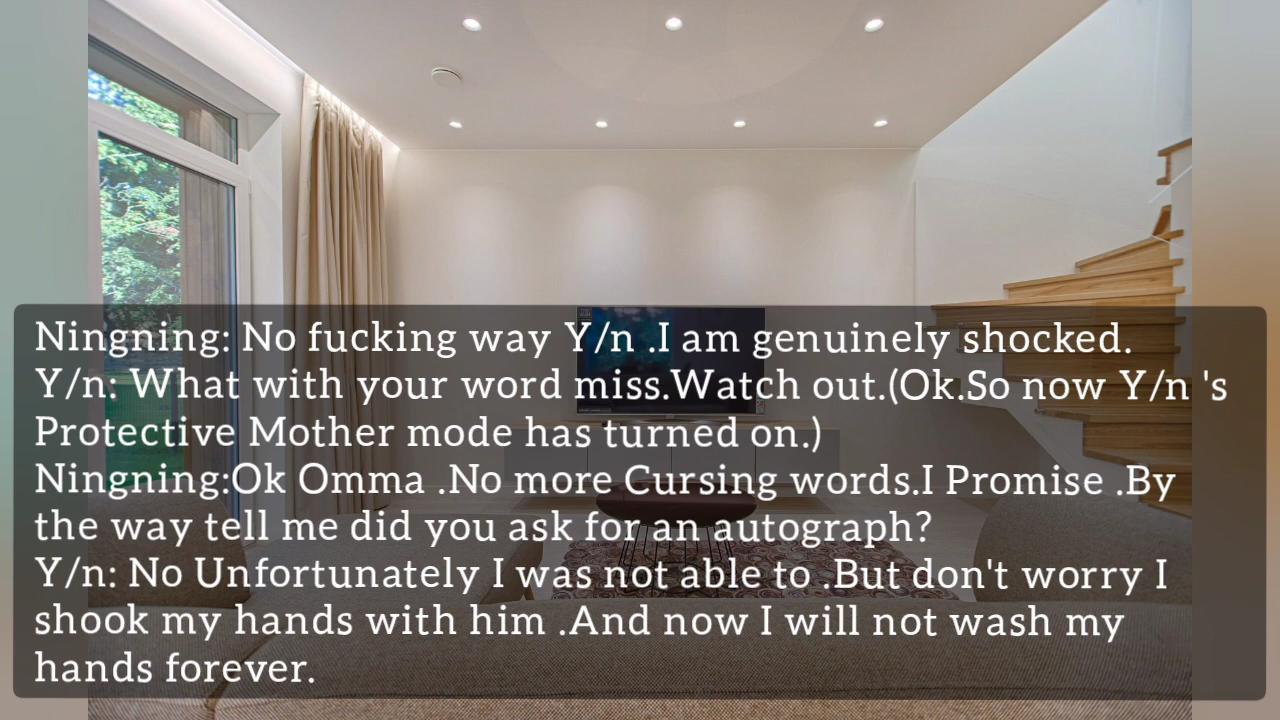 Ningning: No fucking way Y/n .I am genuinely shocked.
Y/n: What with your word miss.Watch out.(Ok.So now Y/n 's
Protective Mother mode has turned on.)
Ningning:Ok Omma .No more Cursing words.I Promise .By
the way tell me did you ask for an autograph?
Y/n: No Unfortunately I was not able to .But don't worry I
shook my hands with him .And now I will not wash my
hands forever.